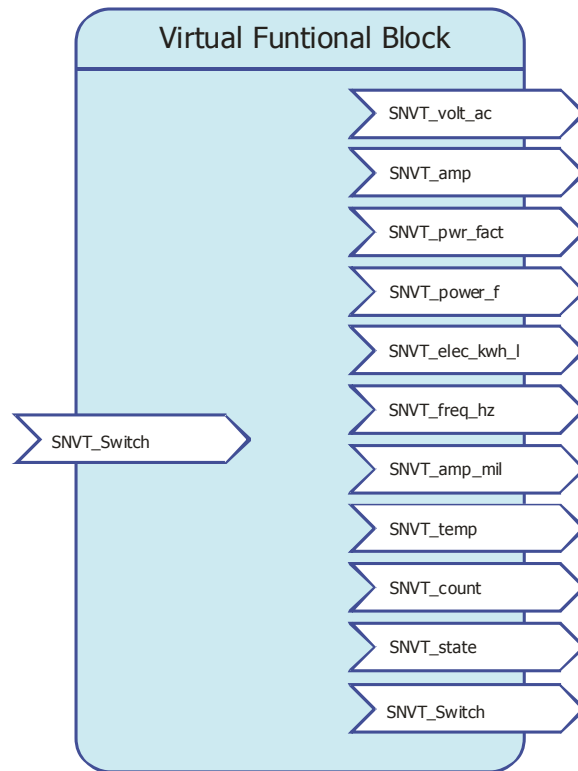 Virtual Funtional Block
SNVT_volt_ac
SNVT_amp
SNVT_pwr_fact
SNVT_power_f
SNVT_elec_kwh_l
SNVT_freq_hz
SNVT_Switch
SNVT_amp_mil
SNVT_temp
SNVT_count
SNVT_state
SNVT_Switch